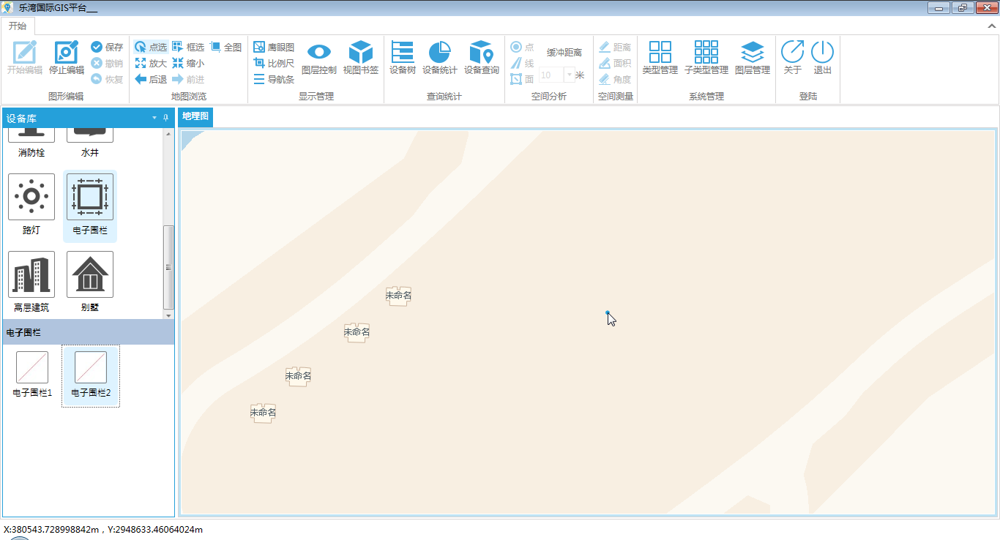 乐湾国际GIS平台___
开始
开始编辑 停止编辑 保存 撤销 恢复
图形编辑
点选 框选 全图
放大 缩小
后退 前进
地图浏览
鹰眼图
比例尺
导航条
图层控制 视图书签
显示管理
设备树 设备统计 设备查询
查询统计
点
线
面
缓冲距离
10 米
空间分析
距离
面积
角度
空间测量
类型管理 子类型管理 图层管理
系统管理
关于 退出
登陆
设备库
消防栓 水井
路灯 电子围栏
高层建筑 别墅
电子围栏
电子围栏1 电子围栏2
地理图
未命名
未命名
未命名
未命名
X:380543.728998842m，Y:2948633.46064024m